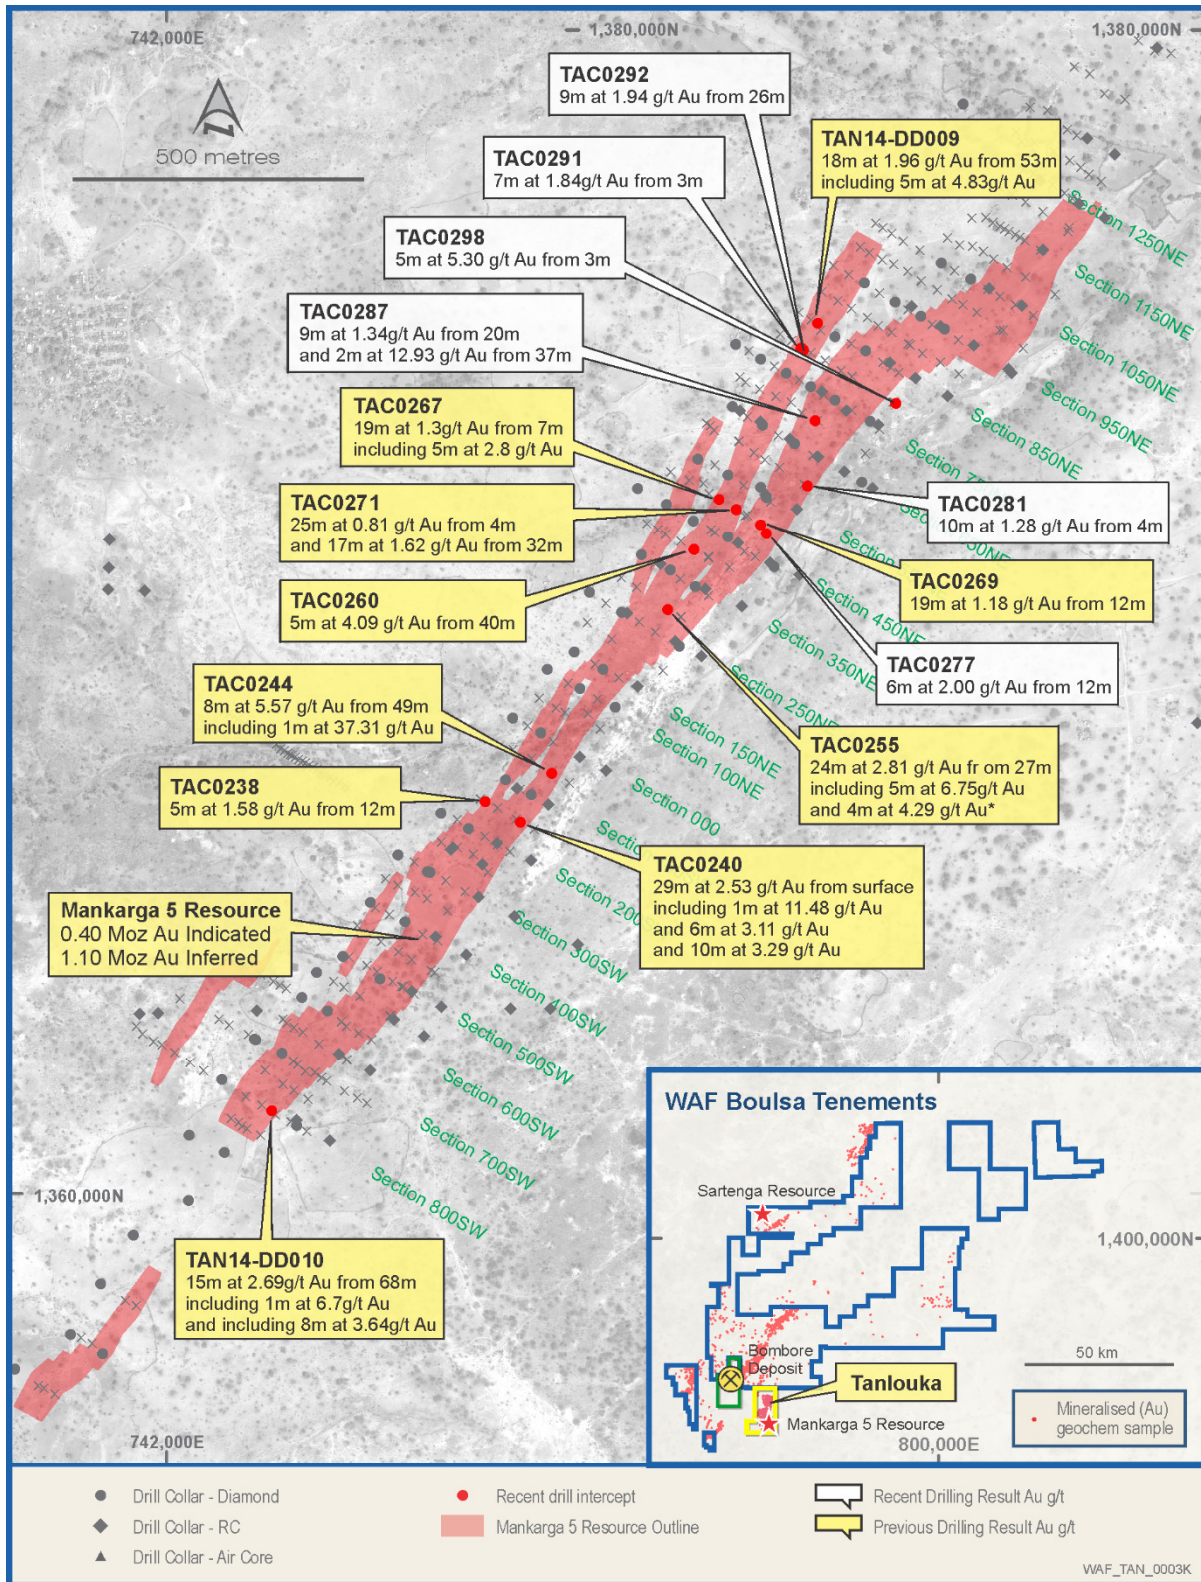 742,000E
1,380,000N
1,380,000N
500 metres
TAC0292
9m at 1.94 g/t Au from 26m
TAN14-DD009
18m at 1.96 g/t Au from 53m
including 5m at 4.83g/t Au
TAC0291
7m at 1.84g/t Au from 3m
TAC0298
5m at 5.30 g/t Au from 3m
TAC0287
9m at 1.34g/t Au from 20m
and 2m at 12.93 g/t Au from 37m
TAC0267
19m at 1.3g/t Au from 7m
including 5m at 2.8 g/t Au
TAC0271
25m at 0.81 g/t Au from 4m
and 17m at 1.62 g/t Au from 32m
TAC0260
5m at 4.09 g/t Au from 40m
TAC0281
10m at 1.28 g/t Au from 4m
TAC0269
19m at 1.18 g/t Au from 12m
TAC0277
6m at 2.00 g/t Au from 12m
TAC0244
8m at 5.57 g/t Au from 49m
including 1m at 37.31 g/t Au
TAC0238
5m at 1.58 g/t Au from 12m
TAC0255
24m at 2.81 g/t Au fr om 27m
including 5m at 6.75g/t Au
and 4m at 4.29 g/t Au*
TAC0240
29m at 2.53 g/t Au from surface
including 1m at 11.48 g/t Au
and 6m at 3.11 g/t Au
and 10m at 3.29 g/t Au
Mankarga 5 Resource
0.40 Moz Au Indicated
1.10 Moz Au Inferred
TAN14-DD010
15m at 2.69g/t Au from 68m
including 1m at 6.7g/t Au
and including 8m at 3.64g/t Au
Section 1250NE
Section 1150NE
Section 1050NE
Section 950NE
Section 850NE
Section
Section 450NE
Section 350NE
Section 250NE
Section 150NE
Section 100NE
Section 000
Section 200
Section 300SW
Section 400SW
Section 500SW
Section 600SW
Section 700SW
Section 800SW
1,360,000N
742,000E
WAF Boulsa Tenements
Sartenga Resource
1,400,000N
Bombore
Deposit
50 km
Tanlouka
Mankarga 5 Resource
Mineralised (Au)
geochem sample
800,000E
Drill Collar - Diamond
Drill Collar - RC
Drill Collar - Air Core
Recent drill intercept
Mankarga 5 Resource Outline
Recent Drilling Result Au g/t
Previous Drilling Result Au g/t
WAF_TAN_0003K